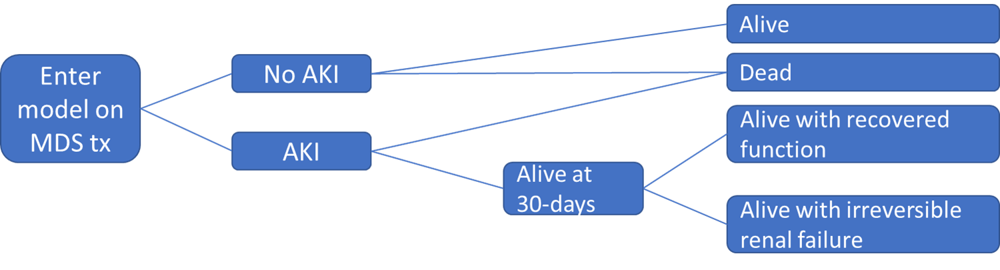 Enter
model on
MDS tx
No AKI
AKI
Alive at
30-days
Alive
Dead
Alive with recovered
function
Alive with irreversible
renal failure